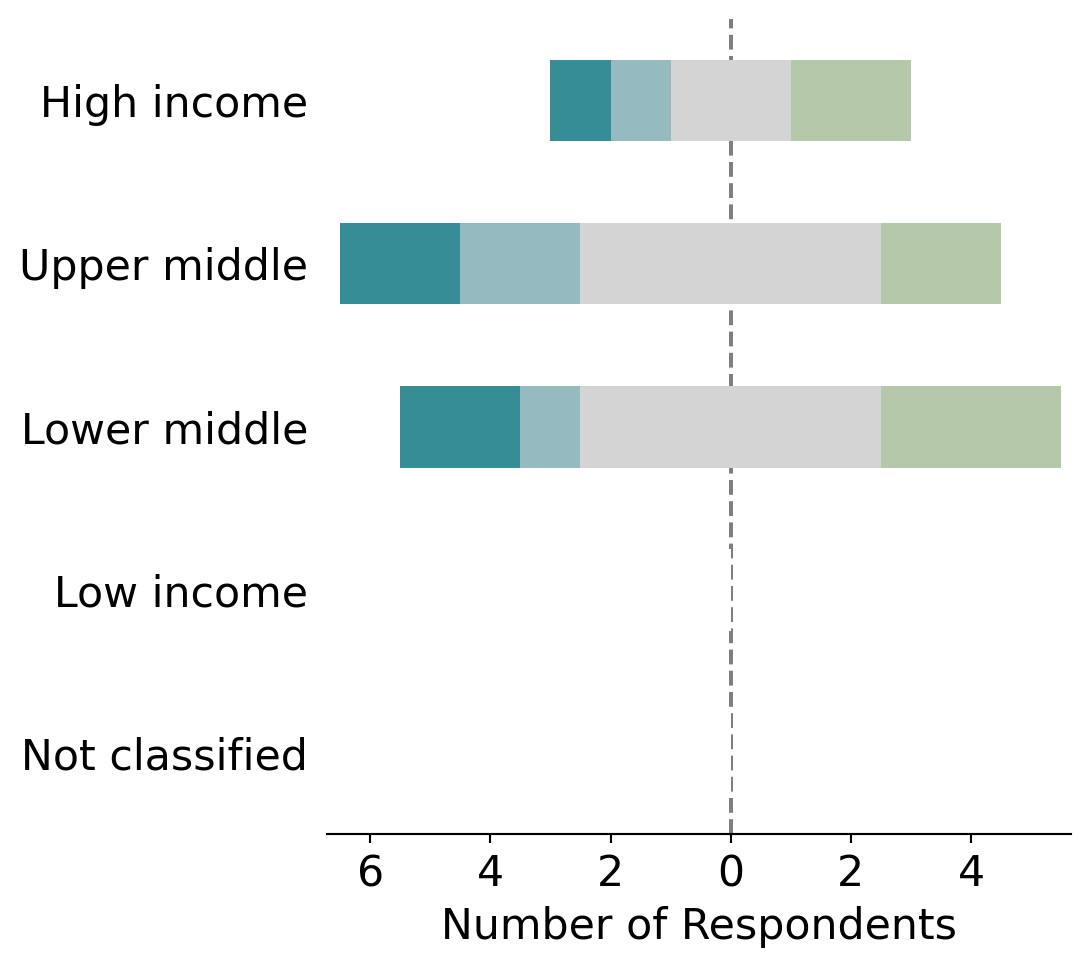 High income
Upper middle
Lower middle
Low income
Not classified
6 4 2 0 2 4
Number of Respondents